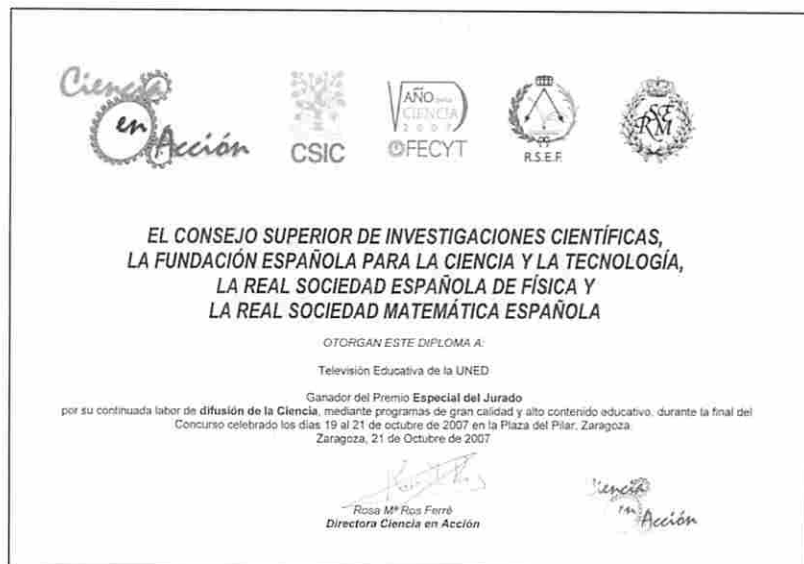 Ciencia
en
Acción
CSIC
AÑO DE LA
CIENCIA
2007
FECYT
R.S.E.F.
RSME
EL CONSEJO SUPERIOR DE INVESTIGACIONES CIENTÍFICAS,
LA FUNDACIÓN ESPAÑOLA PARA LA CIENCIA Y LA TECNOLOGÍA,
LA REAL SOCIEDAD ESPAÑOLA DE FÍSICA Y
LA REAL SOCIEDAD MATEMÁTICA ESPAÑOLA
OTORGAN ESTE DIPLOMA A:
Televisión Educativa de la UNED
Ganador del Premio Especial del Jurado
por su continuada labor de difusión de la Ciencia, mediante programas de gran calidad y alto contenido educativo, durante la final del
Concurso celebrado los días 19 al 21 de octubre de 2007 en la Plaza del Pilar, Zaragoza.
Zaragoza, 21 de Octubre de 2007
Rosa Mª Ros Ferré
Directora Ciencia en Acción
Ciencia
en
Acción